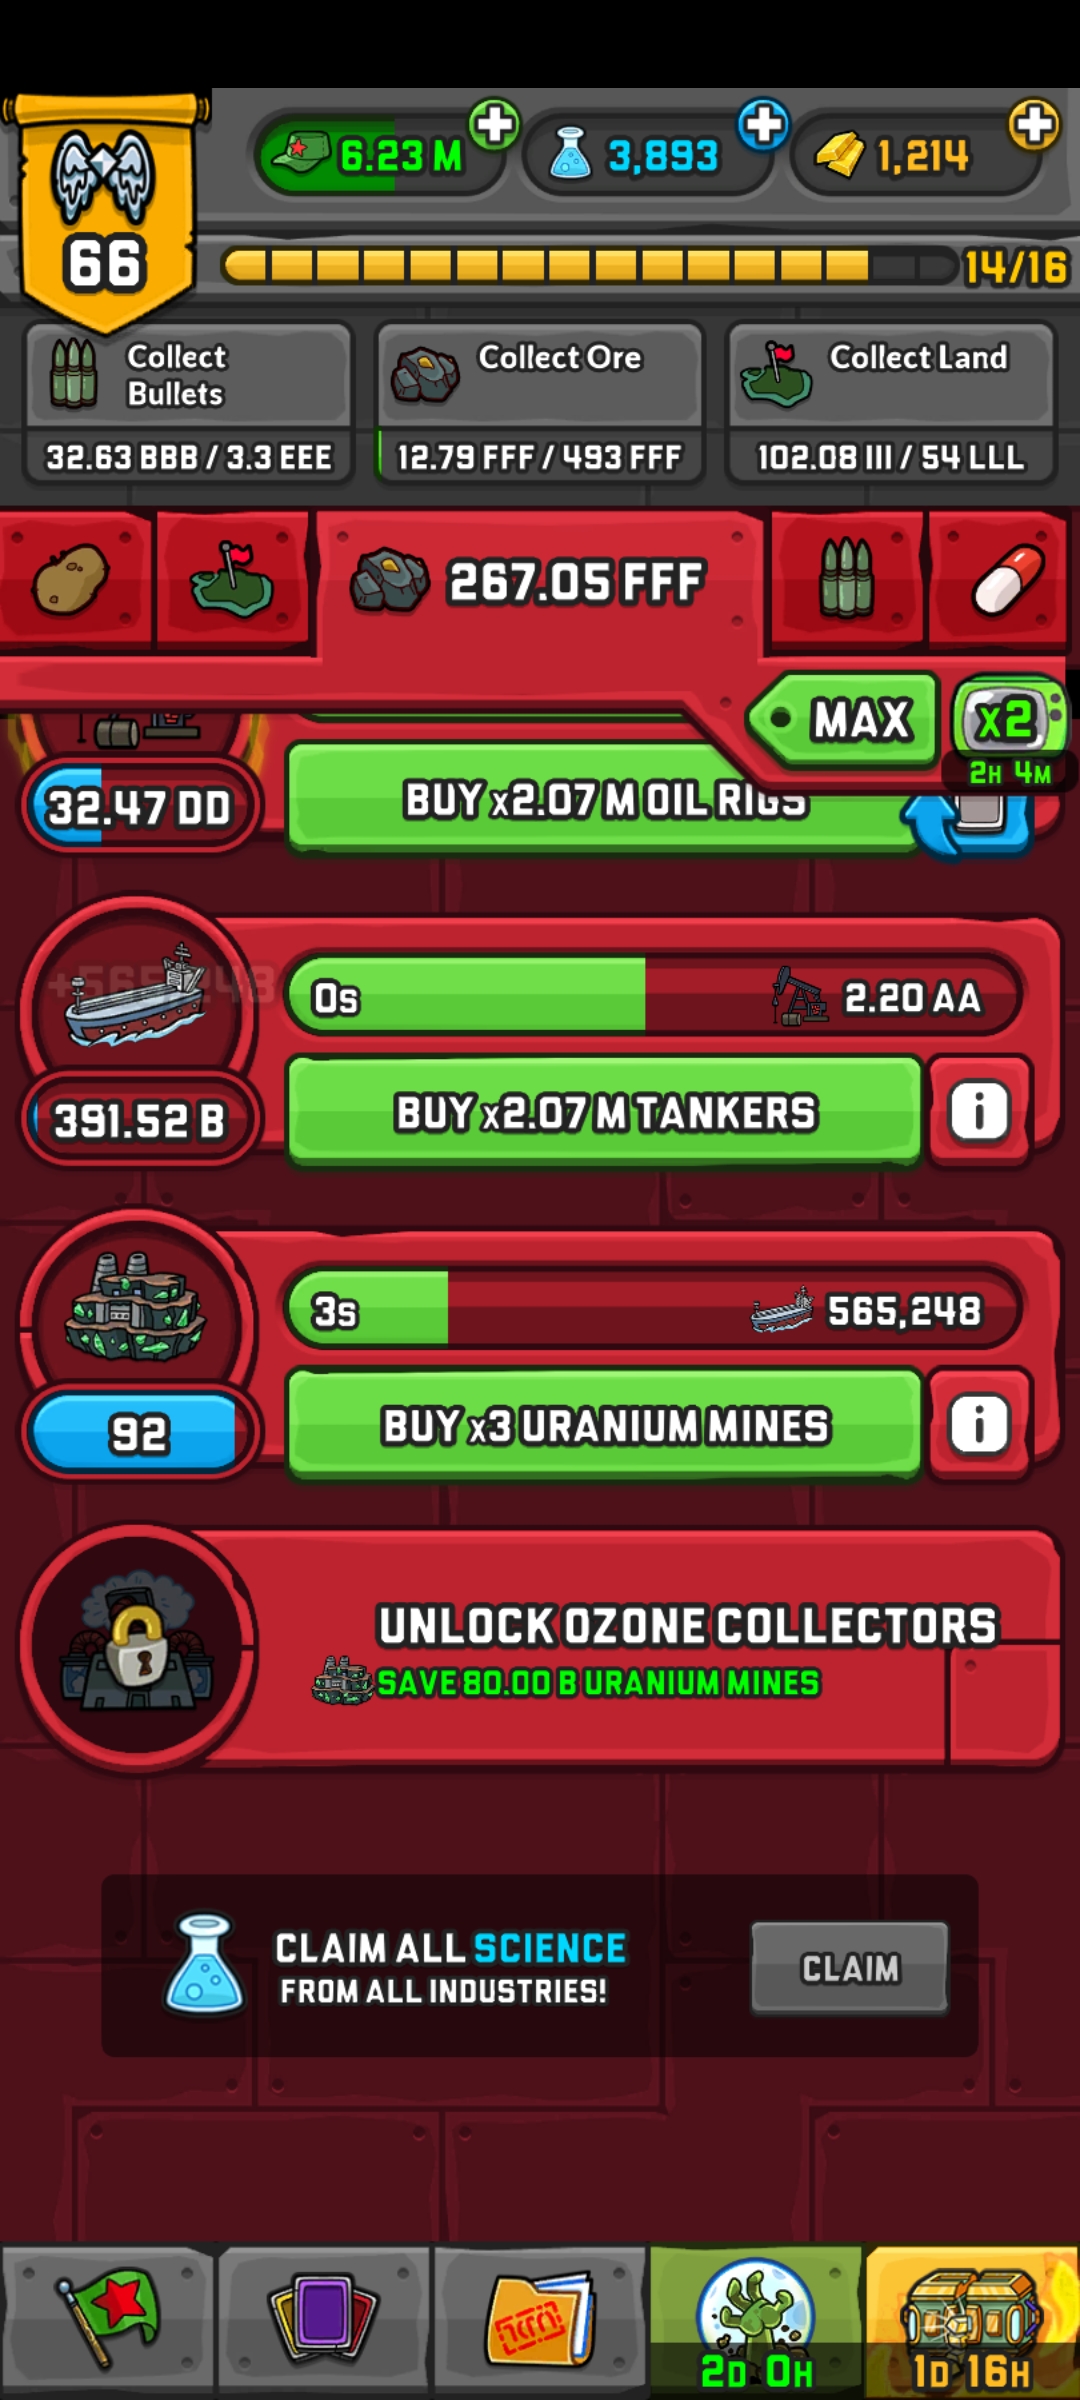 6.23 M
3,893
1,214
66
14/16
Collect
Bullets
32.63 BBB / 3.3 EEE
Collect Ore
12.79 FFF / 493 FFF
Collect Land
102.08 III / 54 LLL
267.05 FFF
MAX
x2
2H 4M
32.47 DD
BUY x2.07 M OIL RIGS
+565,248
0s
2.20 AA
391.52 B
BUY x2.07 M TANKERS
i
3s
565,248
92
BUY x3 URANIUM MINES
i
UNLOCK OZONE COLLECTORS
SAVE 80.00 B URANIUM MINES
CLAIM ALL SCIENCE
FROM ALL INDUSTRIES!
CLAIM
2D 0H
1D 16H